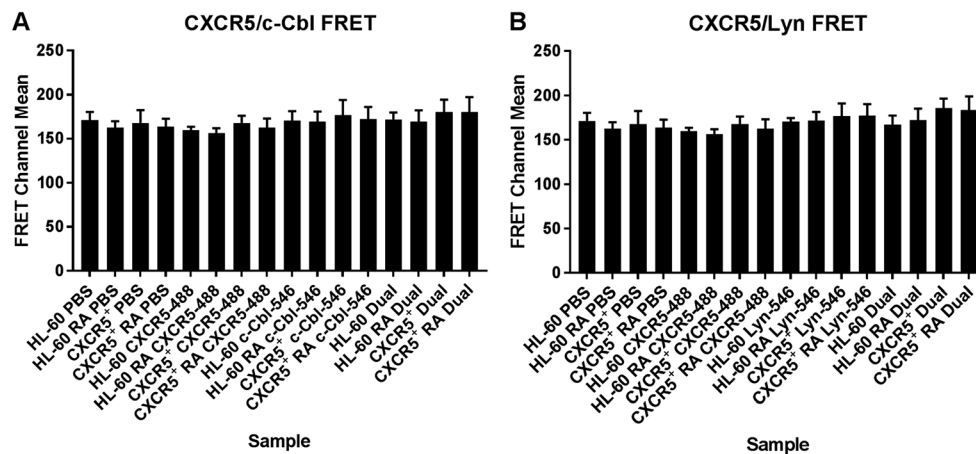 A
CXCR5/c-Cbl FRET
FRET Channel Mean
250
200
150
100
50
0
HL-60 PBS
HL-60 RA PBS
CXCR5⁺ PBS
CXCR5⁺ RA PBS
HL-60 CXCR5-488
HL-60 RA CXCR5-488
CXCR5⁺ CXCR5-488
CXCR5⁺ RA CXCR5-488
HL-60 c-Cbl-546
HL-60 RA c-Cbl-546
CXCR5⁺ c-Cbl-546
CXCR5⁺ RA c-Cbl-546
HL-60 Dual
HL-60 RA Dual
CXCR5⁺ Dual
CXCR5⁺ RA Dual
Sample
B
CXCR5/Lyn FRET
FRET Channel Mean
250
200
150
100
50
0
HL-60 PBS
HL-60 RA PBS
CXCR5⁺ PBS
CXCR5⁺ RA PBS
HL-60 CXCR5-488
HL-60 RA CXCR5-488
CXCR5⁺ CXCR5-488
CXCR5⁺ RA CXCR5-488
HL-60 Lyn-546
HL-60 RA Lyn-546
CXCR5⁺ Lyn-546
CXCR5⁺ RA Lyn-546
HL-60 Dual
HL-60 RA Dual
CXCR5⁺ Dual
CXCR5⁺ RA Dual
Sample